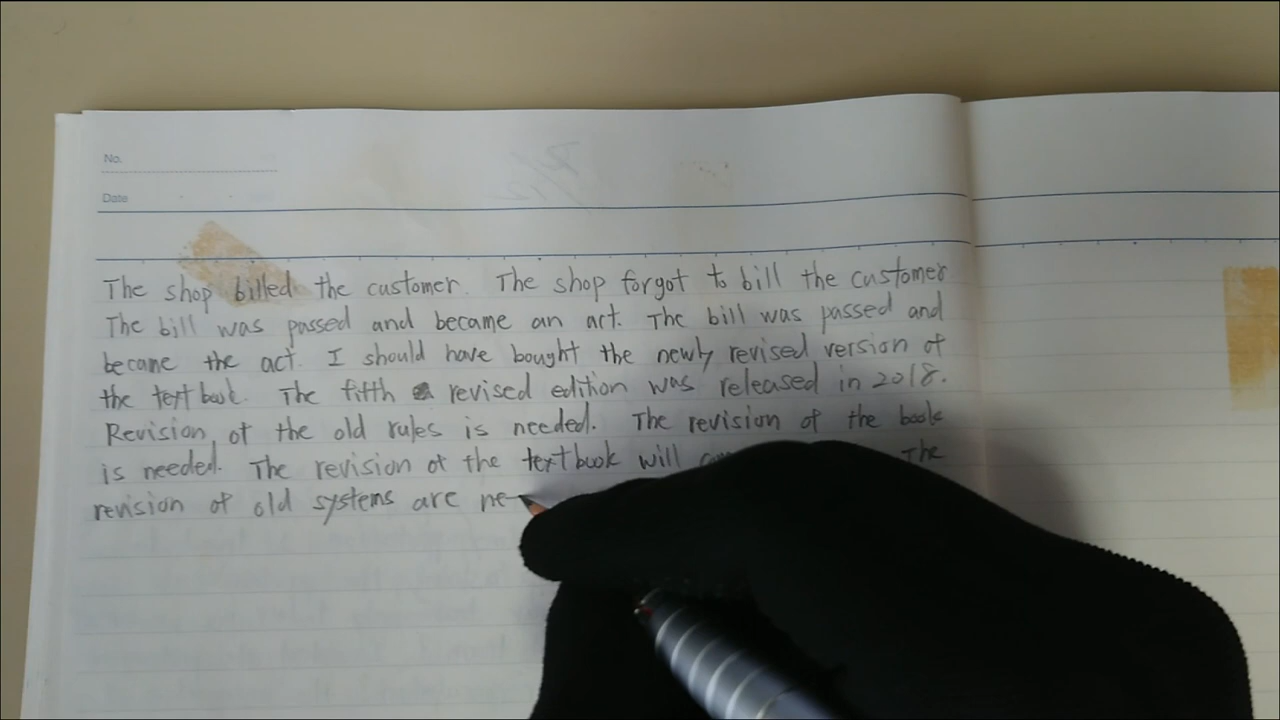 No.
Date
The shop billed the customer. The shop forgot to bill the customer
The bill was passed and became an act. The bill was passed and
became the act. I should have bought the newly revised version of
the textbook. The fifth revised edition was released in 2018.
Revision of the old rules is needed. The revision of the book
is needed. The revision of the textbook will The
revision of old systems are ne